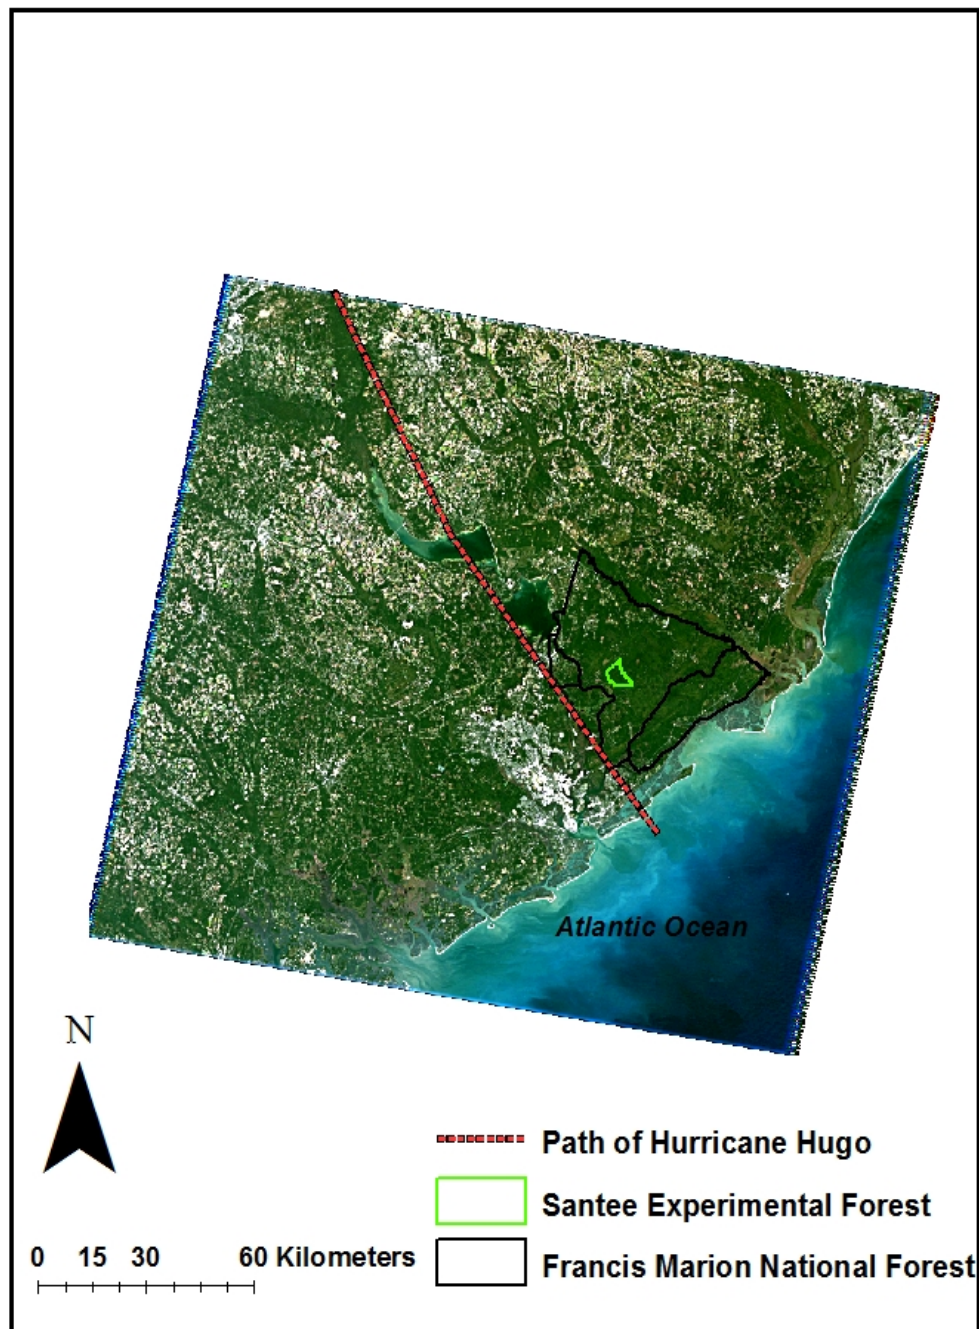 Atlantic Ocean
N
Path of Hurricane Hugo
Santee Experimental Forest
0 15 30 60 Kilometers
Francis Marion National Forest